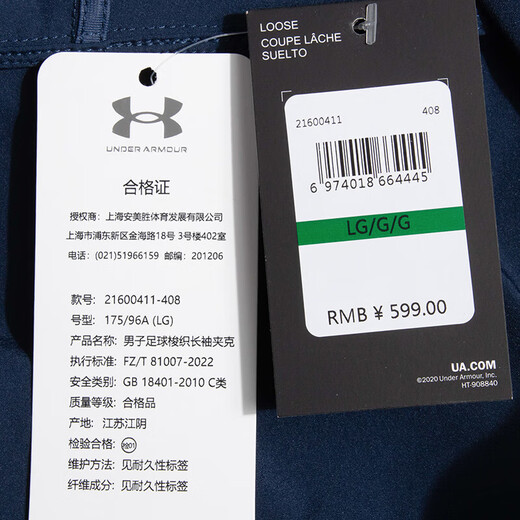 UNDER ARMOUR
合格证
授权商：上海安美胜体育发展有限公司
上海市浦东新区金海路18号 3号楼402室
电话：(021)51966159 邮编：201206
款号：21600411-408
号型：175/96A (LG)
产品名称：男子足球梭织长袖夹克
执行标准：FZ/T 81007-2022
安全类别：GB 18401-2010 C类
质量等级：合格品
产地：江苏江阴
检验合格：
维护方法：见耐久性标签
纤维成分：见耐久性标签
LOOSE
COUPE LÂCHE
SUELTO
21600411 408
6 974018 664445
LG/G/G
RMB ¥ 599.00
UA.COM
©2020 Under Armour, Inc.
HT-908840